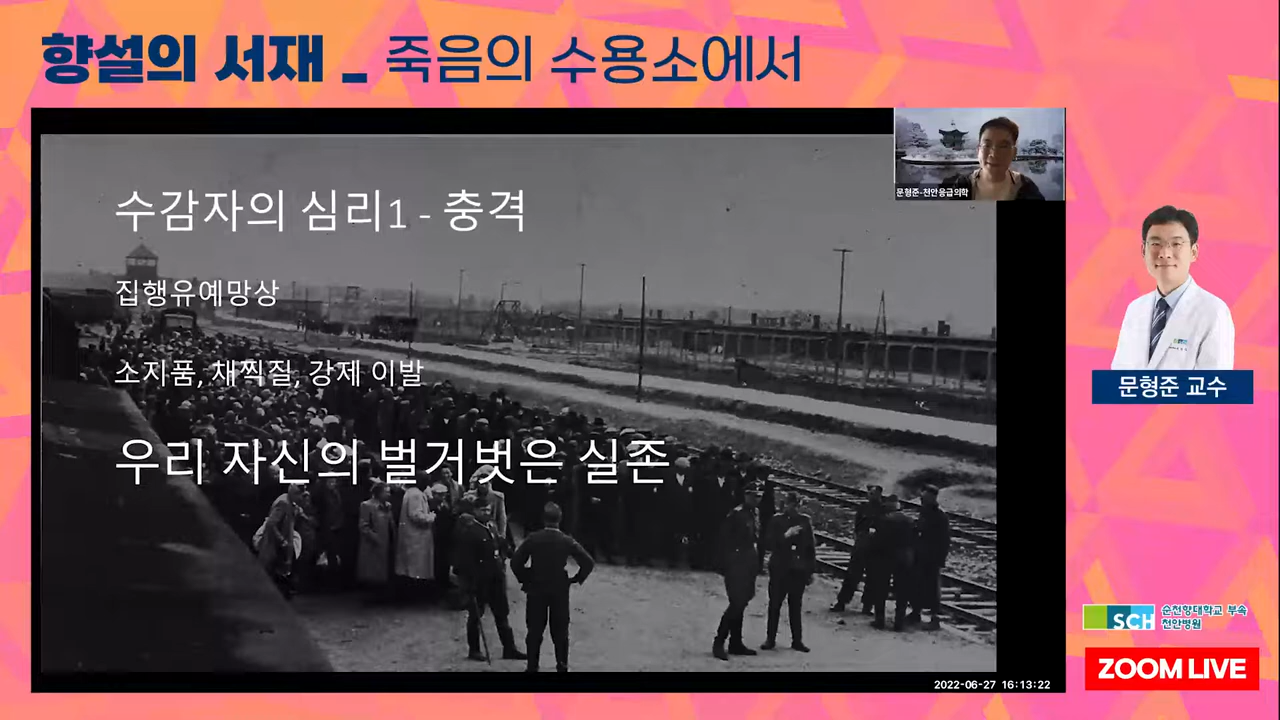 향설의 서재 _ 죽음의 수용소에서
문형준-천안응급의학
수감자의 심리1 - 충격
집행유예망상
소지품, 채찍질, 강제 이발
우리 자신의 벌거벗은 실존
문형준 교수
SCH 순천향대학교 부속
천안병원
ZOOM LIVE
2022-06-27 16:13:22